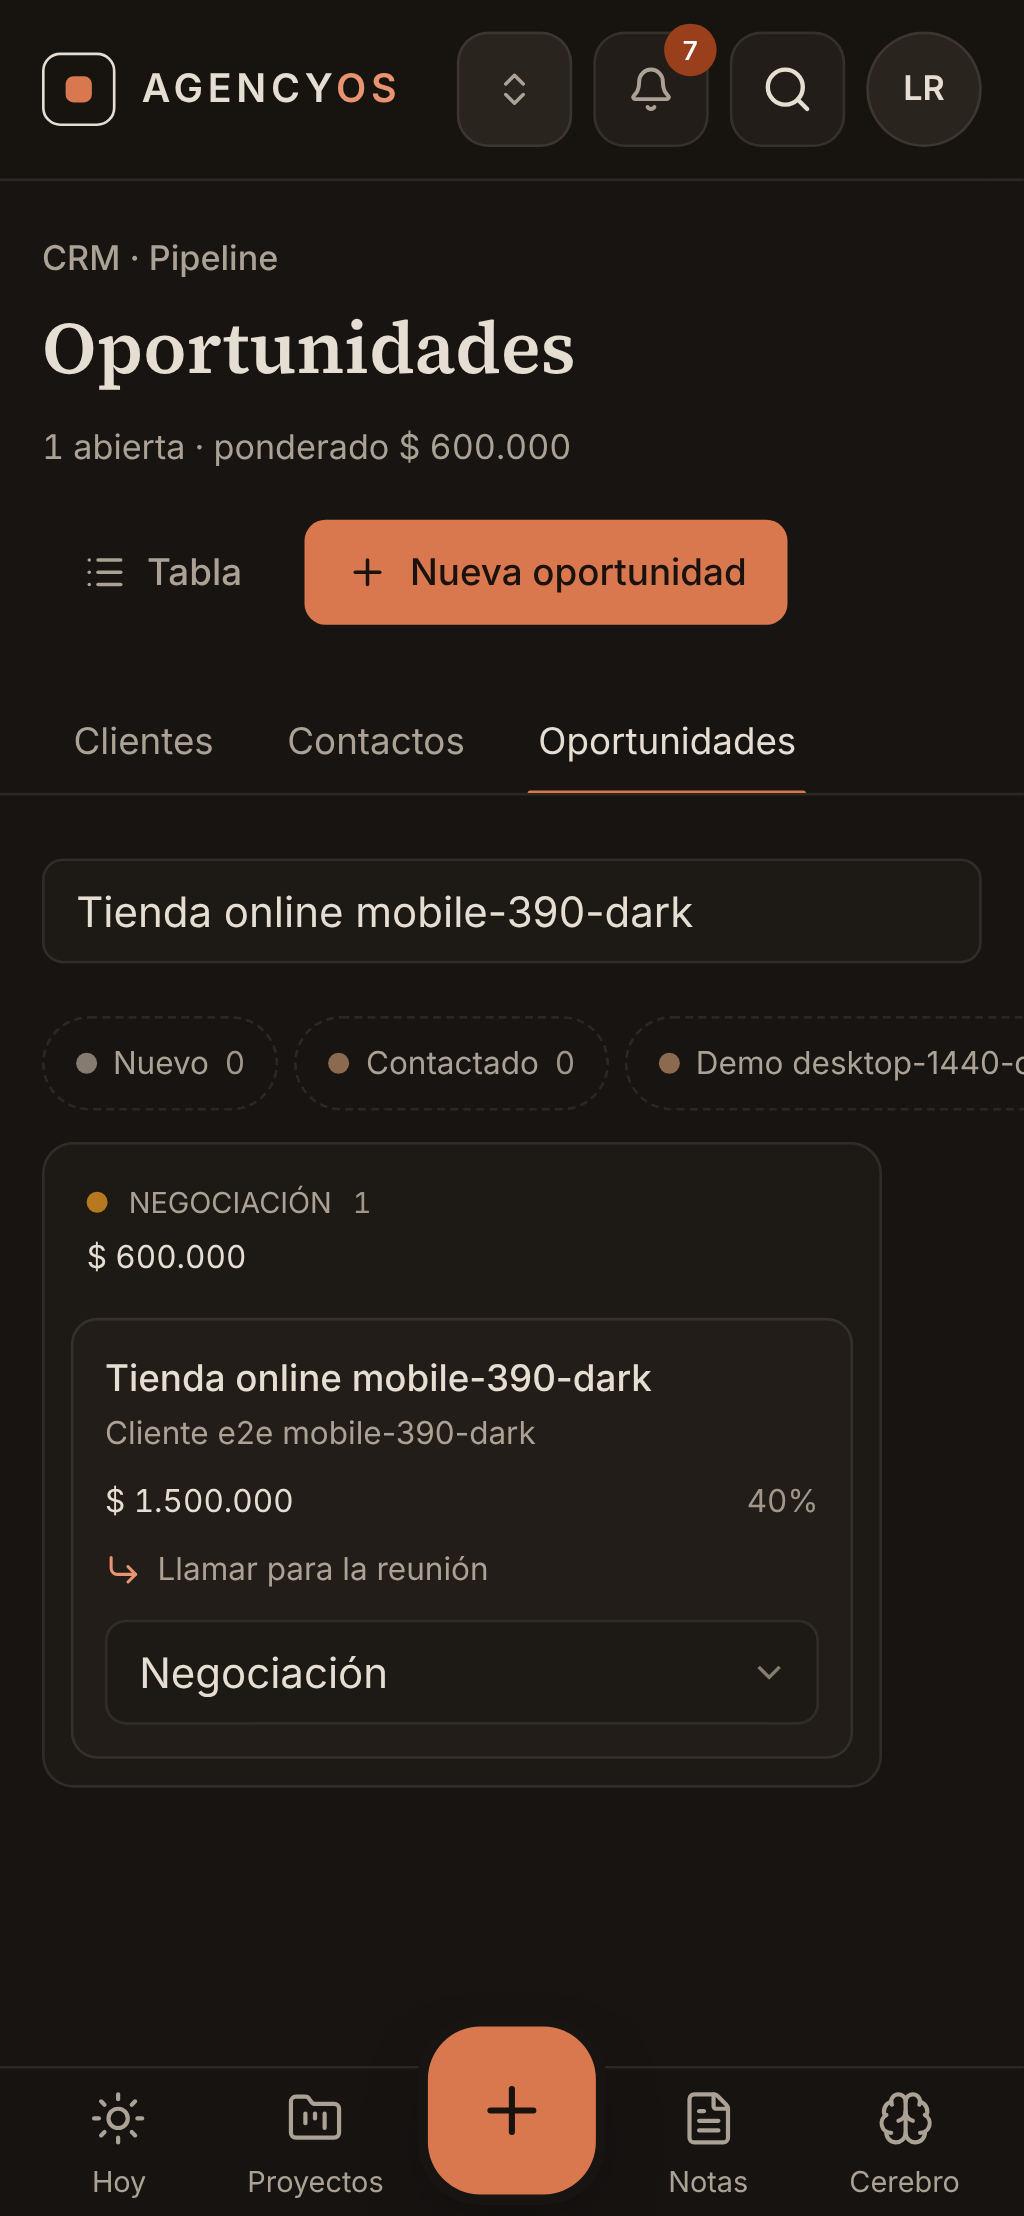 AGENCYOS
7
LR
CRM · Pipeline
Oportunidades
1 abierta · ponderado $ 600.000
Tabla
Nueva oportunidad
Clientes Contactos Oportunidades
Tienda online mobile-390-dark
Nuevo 0 Contactado 0 Demo desktop-1440-
NEGOCIACIÓN 1
$ 600.000
Tienda online mobile-390-dark
Cliente e2e mobile-390-dark
$ 1.500.000 40%
Llamar para la reunión
Negociación
Hoy Proyectos Notas Cerebro